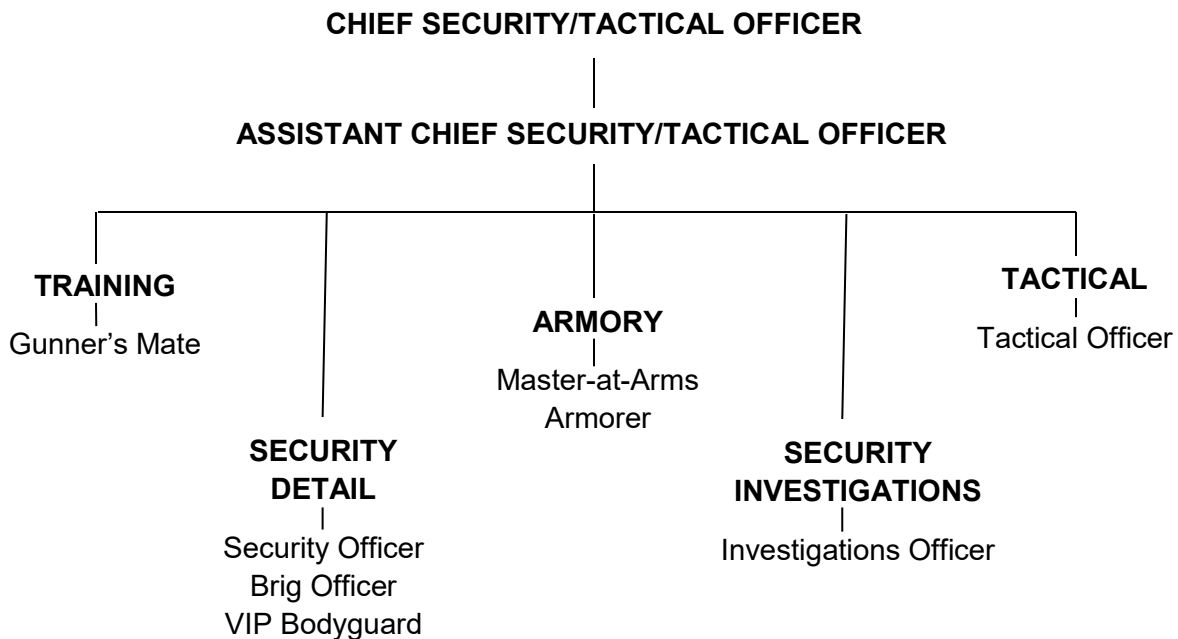 CHIEF SECURITY/TACTICAL OFFICER
ASSISTANT CHIEF SECURITY/TACTICAL OFFICER
TRAINING
Gunner’s Mate
SECURITY
DETAIL
Security Officer
Brig Officer
VIP Bodyguard
ARMORY
Master-at-Arms
Armorer
SECURITY
INVESTIGATIONS
Investigations Officer
TACTICAL
Tactical Officer